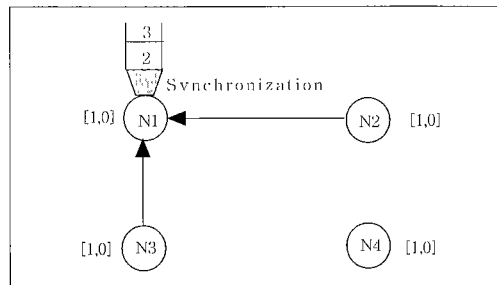 3
2
Synchronization
[1,0] N1 N2 [1,0]
[1,0] N3 N4 [1,0]